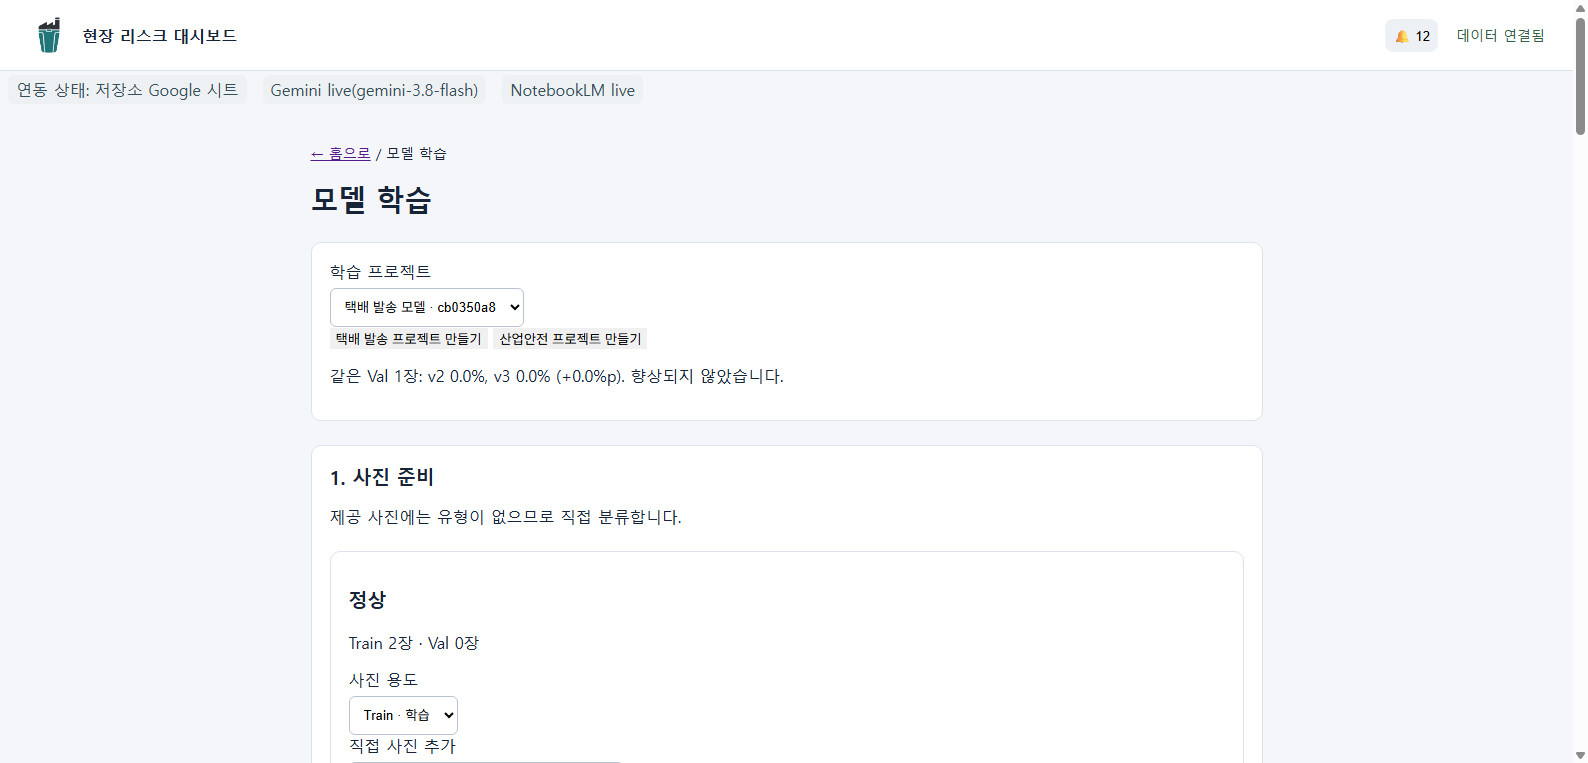 현장 리스크 대시보드
12
데이터 연결됨
연동 상태: 저장소 Google 시트
Gemini live(gemini-3.8-flash)
NotebookLM live
← 홈으로 / 모델 학습
모델 학습
학습 프로젝트
택배 발송 모델 · cb0350a8
택배 발송 프로젝트 만들기 산업안전 프로젝트 만들기
같은 Val 1장: v2 0.0%, v3 0.0% (+0.0%p). 향상되지 않았습니다.
1. 사진 준비
제공 사진에는 유형이 없으므로 직접 분류합니다.
정상
Train 2장 · Val 0장
사진 용도
Train · 학습
직접 사진 추가